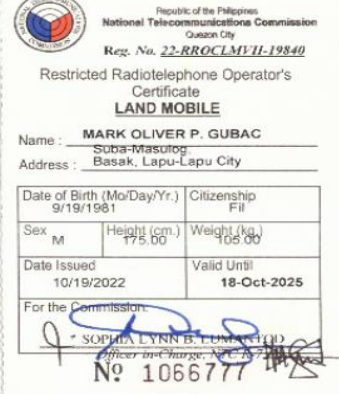 Republic of the Philippines
National Telecommunications Commission
Quezon City
Reg. No. 22-RROCLMVII-19840
Restricted Radiotelephone Operator's
Certificate
LAND MOBILE
Name : MARK OLIVER P. GUBAC
Suba-Masulog,
Address : Basak, Lapu-Lapu City
Date of Birth (Mo/Day/Yr.) Citizenship
9/19/1981 Fil
Sex Height (cm.) Weight (kg.)
M 175.00 105.00
Date Issued Valid Until
10/19/2022 18-Oct-2025
For the Commission:
SOPHIA LYNN B. LUMANTOD
Officer in-Charge, NTC R-7
Nº 1066777